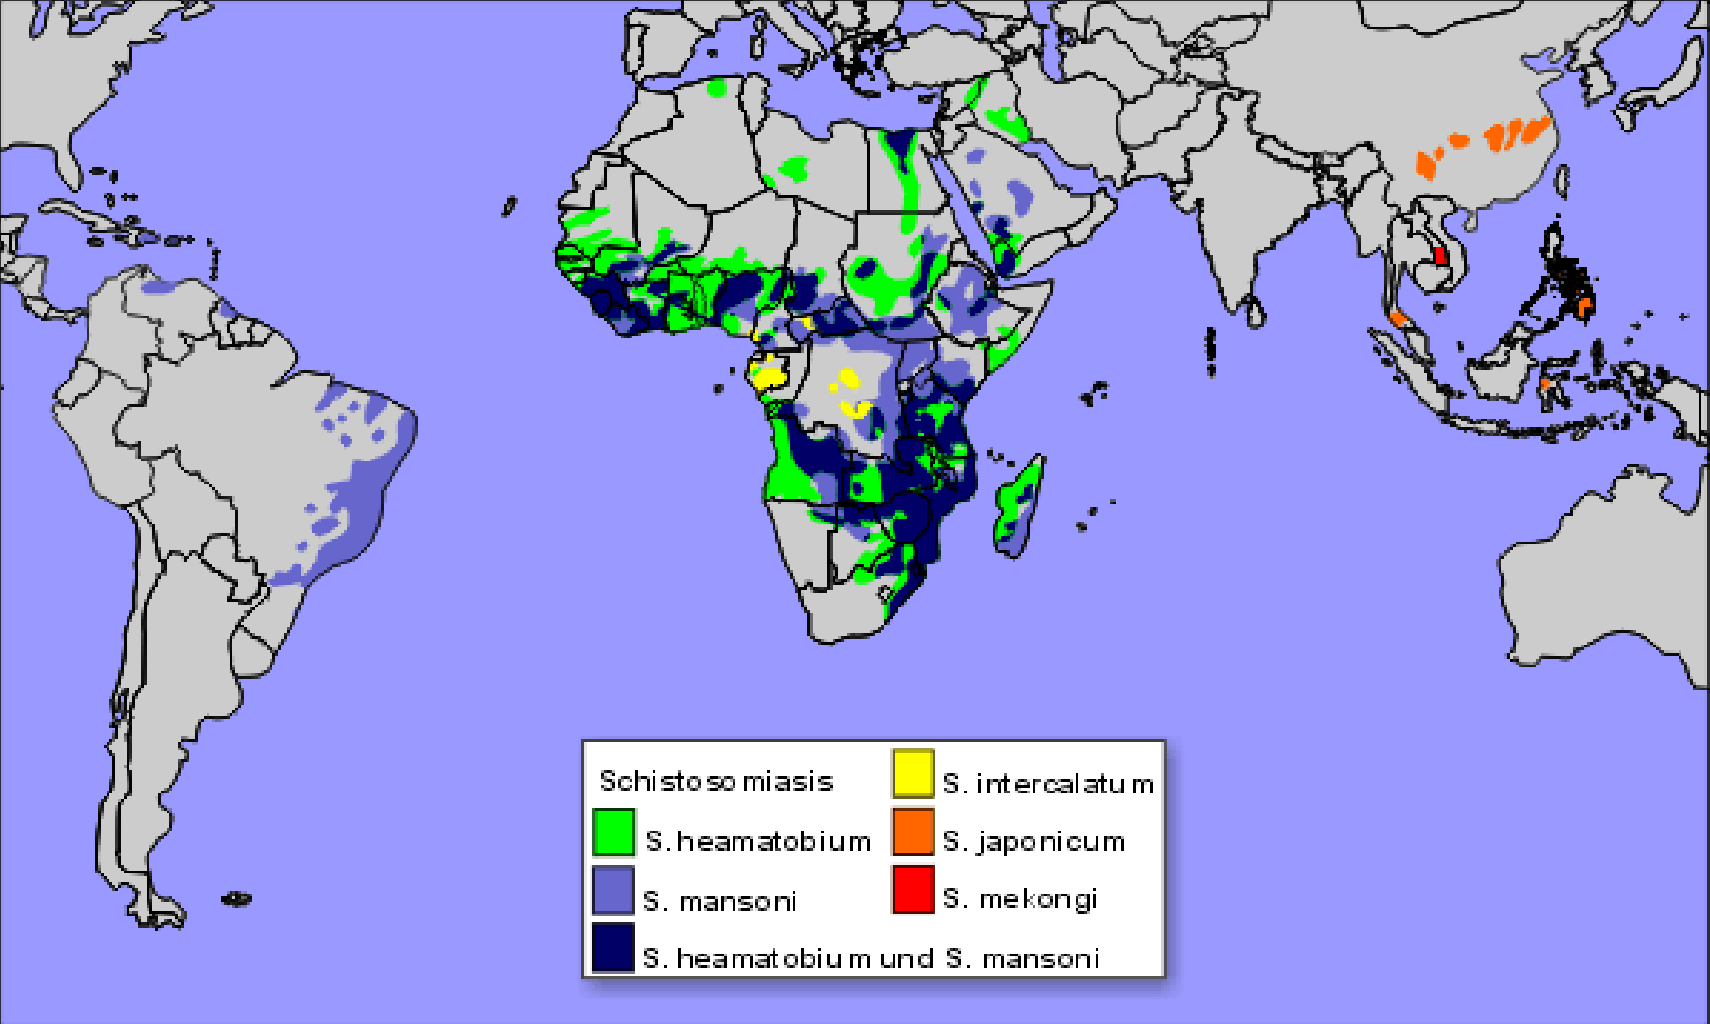 Schistosomiasis
S. heamatobium
S. mansoni
S. heamatobium und S. mansoni
S. intercalatum
S. japonicum
S. mekongi